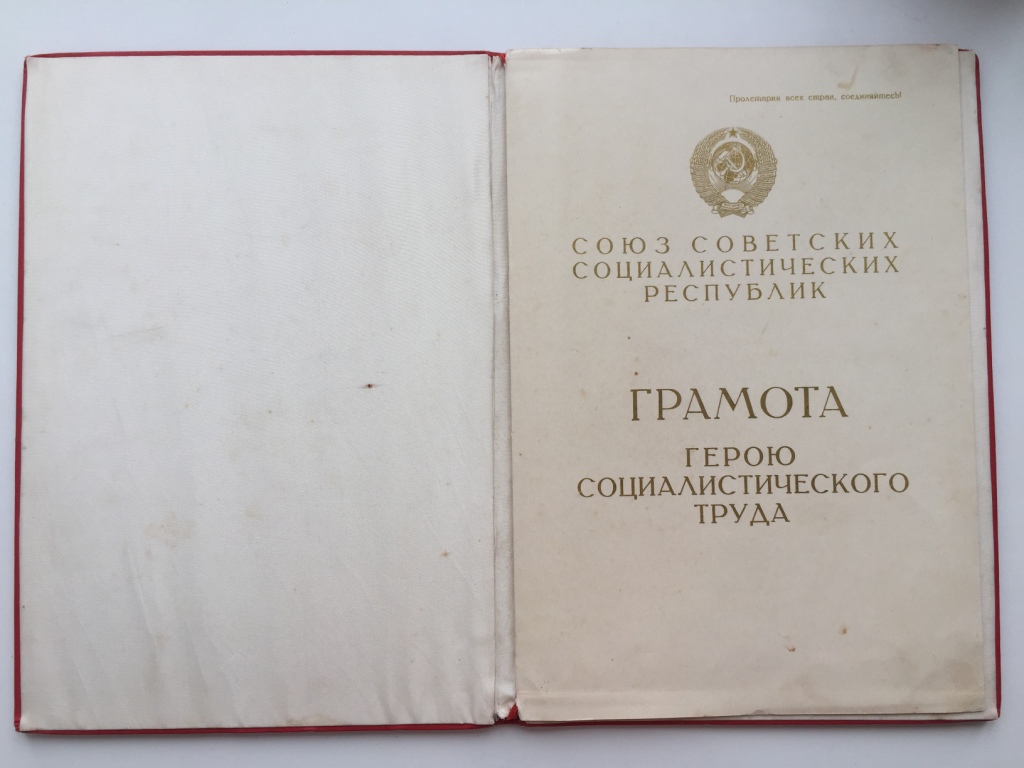 Пролетарии всех стран, соединяйтесь!
СОЮЗ СОВЕТСКИХ
СОЦИАЛИСТИЧЕСКИХ
РЕСПУБЛИК
ГРАМОТА
ГЕРОЮ
СОЦИАЛИСТИЧЕСКОГО
ТРУДА